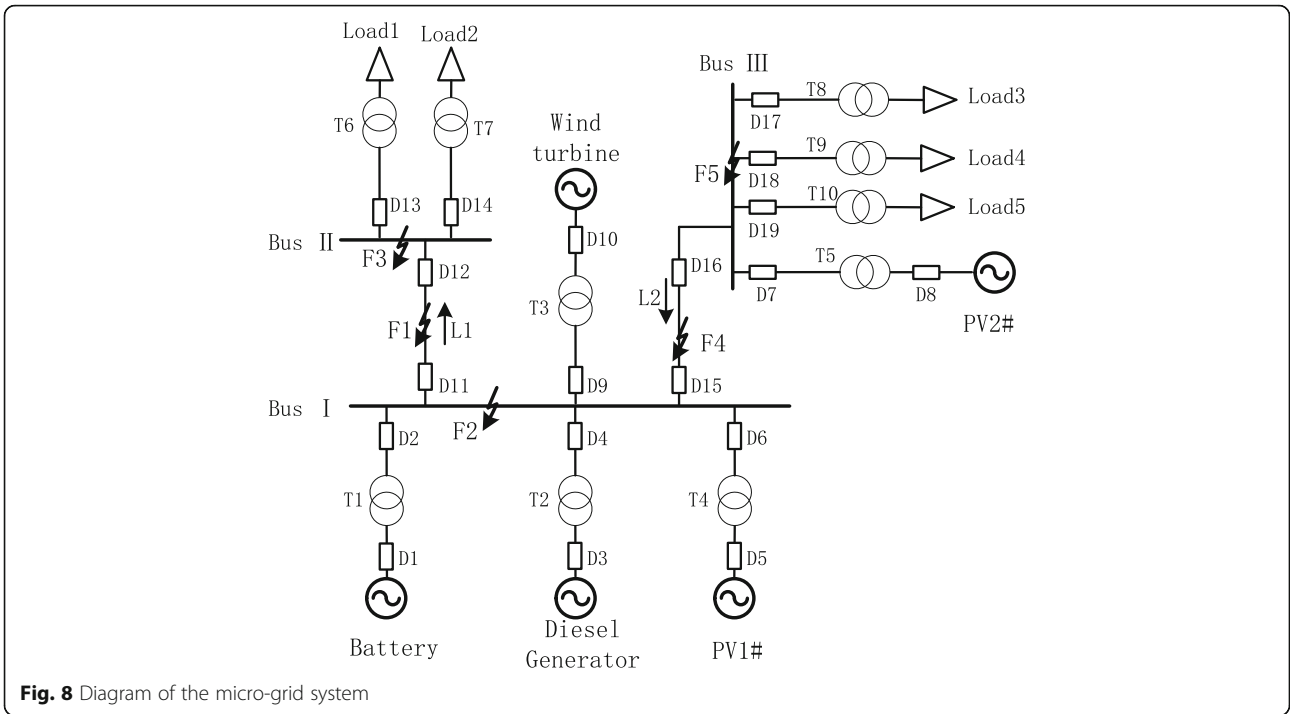 Load1
Load2
T6
T7
D13
D14
Bus II
F3
D12
F1
L1
D11
Wind
turbine
D10
T3
D9
Bus III
T8
Load3
D17
T9
Load4
F5
D18
T10
Load5
D19
D16
T5
L2
D7
D8
PV2#
F4
D15
Bus I
F2
D2
D4
D6
T1
T2
T4
D1
D3
D5
Battery
Diesel
Generator
PV1#
Fig. 8 Diagram of the micro-grid system